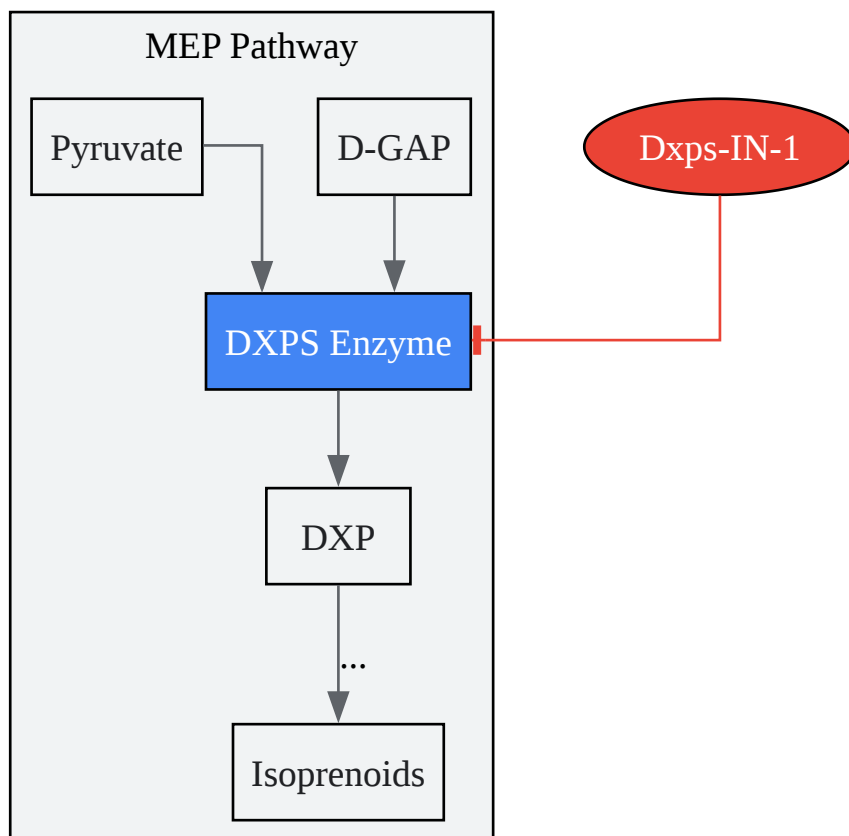 MEP Pathway
Pyruvate
D-GAP
Dxps-IN-1
DXPS Enzyme
DXP
...
Isoprenoids